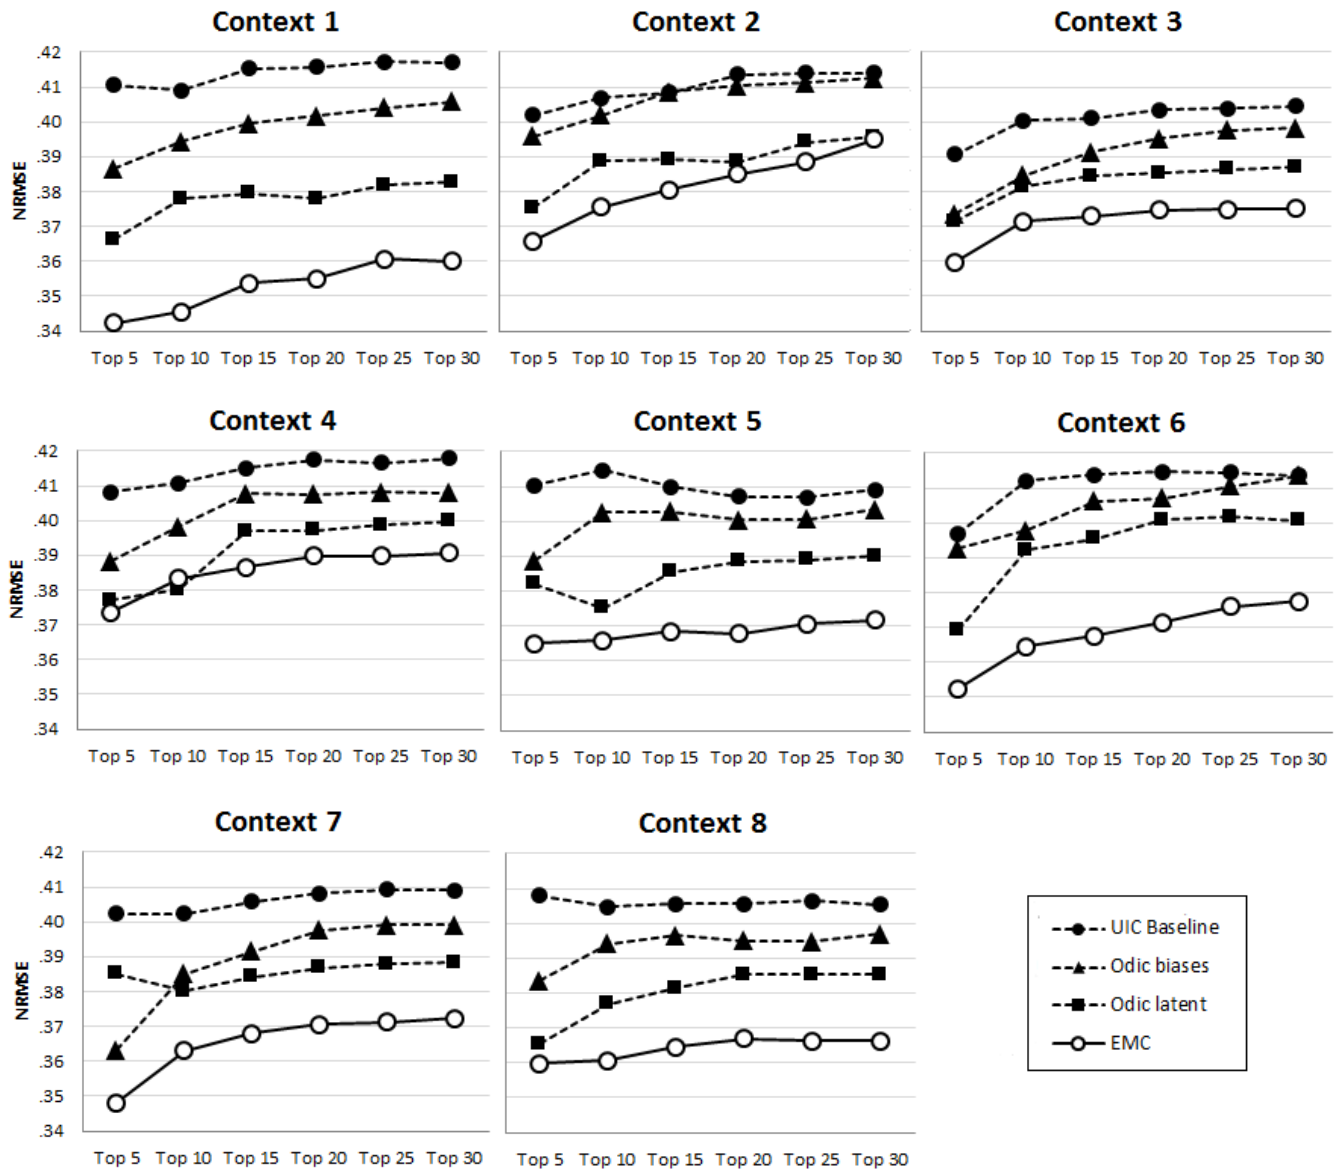 Context 1
Context 2
Context 3
NRMSE
.42
.41
.40
.39
.38
.37
.36
.35
.34
Top 5 Top 10 Top 15 Top 20 Top 25 Top 30
Top 5 Top 10 Top 15 Top 20 Top 25 Top 30
Top 5 Top 10 Top 15 Top 20 Top 25 Top 30
Context 4
Context 5
Context 6
NRMSE
.42
.41
.40
.39
.38
.37
.36
.35
.34
Top 5 Top 10 Top 15 Top 20 Top 25 Top 30
Top 5 Top 10 Top 15 Top 20 Top 25 Top 30
Top 5 Top 10 Top 15 Top 20 Top 25 Top 30
Context 7
Context 8
NRMSE
.42
.41
.40
.39
.38
.37
.36
.35
.34
Top 5 Top 10 Top 15 Top 20 Top 25 Top 30
Top 5 Top 10 Top 15 Top 20 Top 25 Top 30
UIC Baseline
Odic biases
Odic latent
EMC